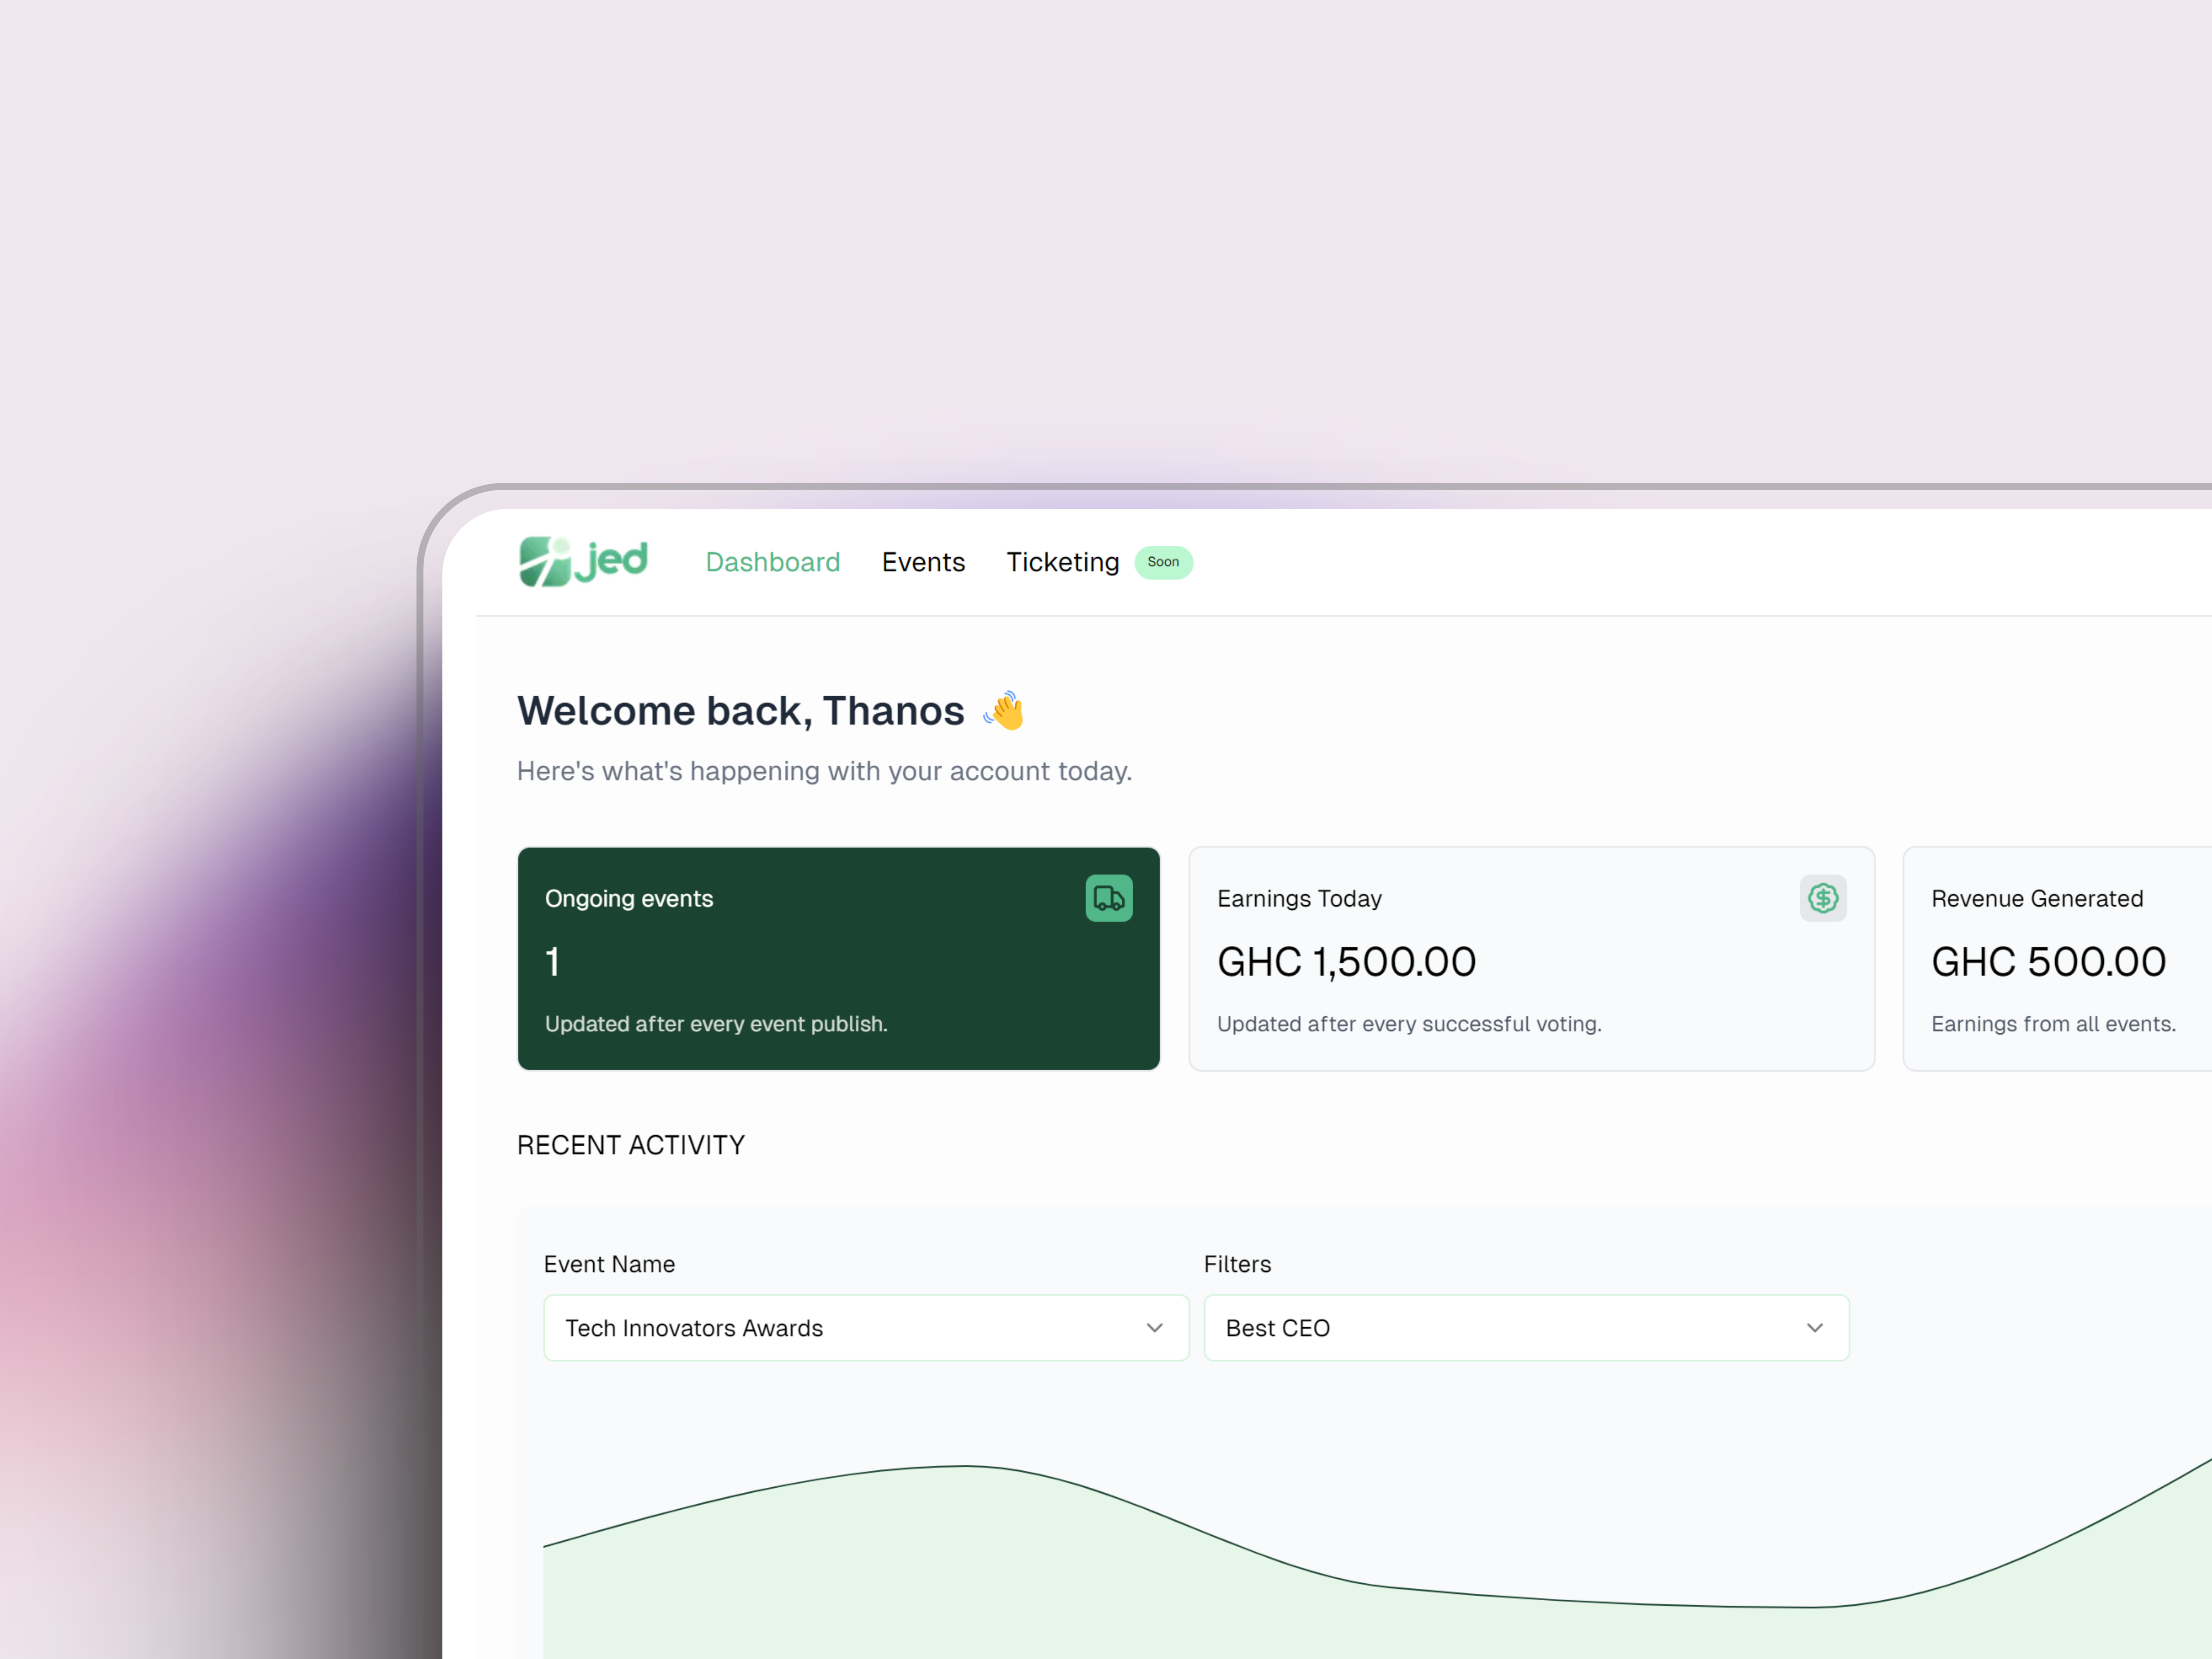 jed
Dashboard Events Ticketing Soon
Welcome back, Thanos 👋
Here's what's happening with your account today.
Ongoing events
1
Updated after every event publish.
Earnings Today
GHC 1,500.00
Updated after every successful voting.
Revenue Generated
GHC 500.00
Earnings from all events.
RECENT ACTIVITY
Event Name
Tech Innovators Awards
Filters
Best CEO